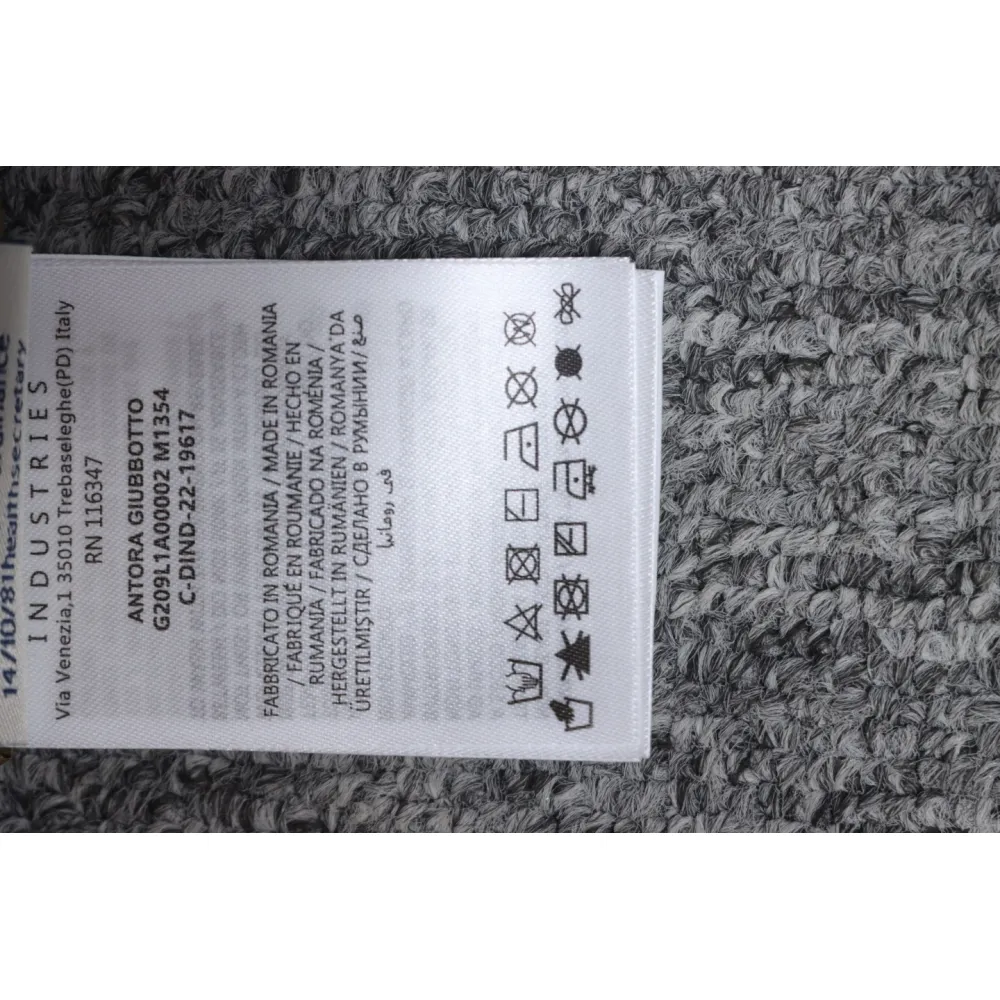 14/10/81healthsecretary
INDUSTRIES
Via Venezia,1 35010 Trebaseleghe(PD) Italy
RN 116347
ANTORA GIUBBOTTO
G209L1A00002 M1354
C-DIND-22-19617
FABBRICATO IN ROMANIA / MADE IN ROMANIA
/ FABRIQUÉ EN ROUMANIE / HECHO EN
RUMANIA / FABRICADO NA ROMÉNIA /
HERGESTELLT IN RUMÄNIEN / ROMANYA'DA
ÜRETILMIŞTIR / СДЕЛАНО В РУМЫНИИ / صنع
في رومانيا